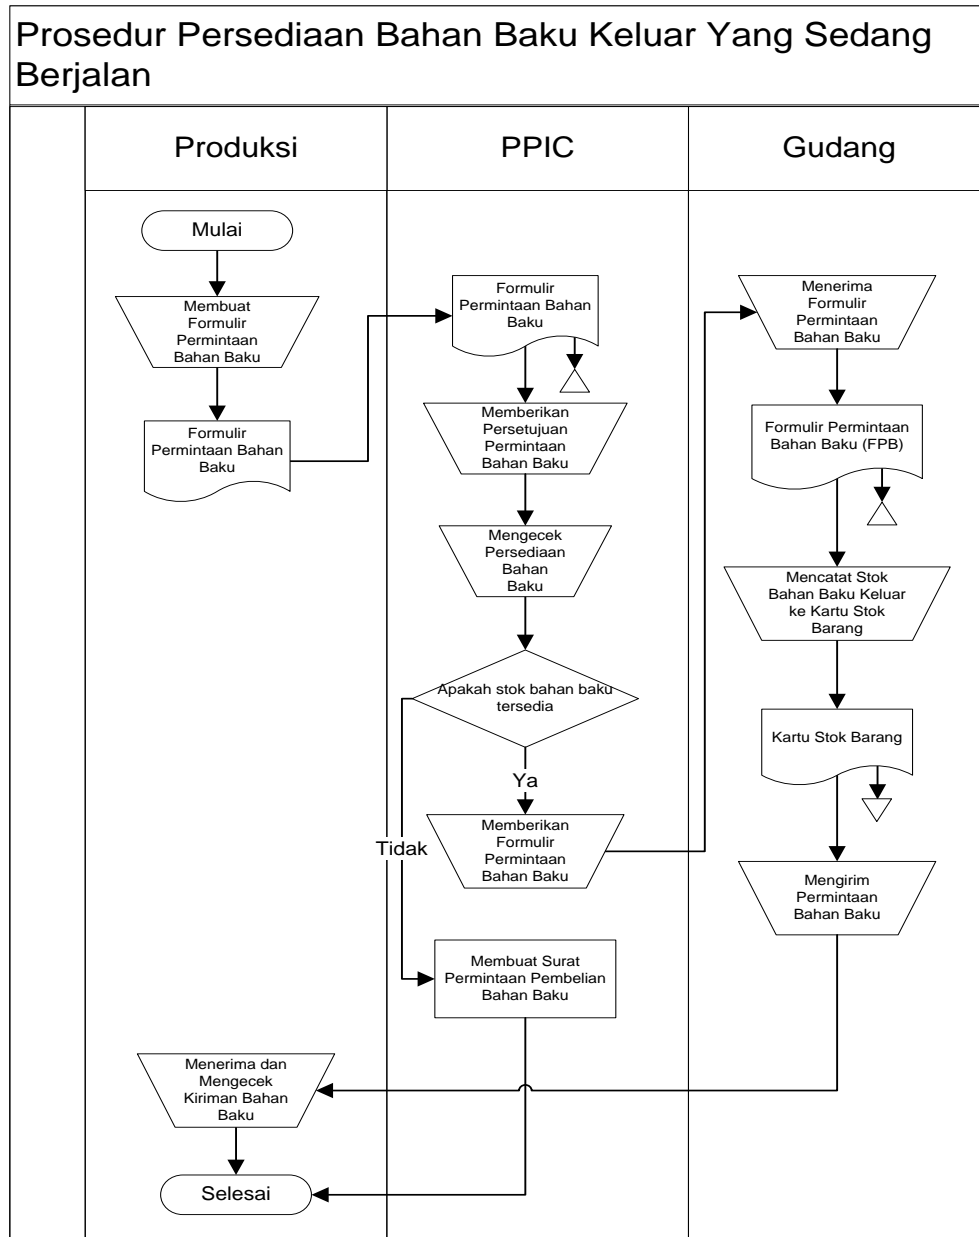 Prosedur Persediaan Bahan Baku Keluar Yang Sedang
Berjalan
Produksi
PPIC
Gudang
Mulai
Membuat
Formulir
Permintaan
Bahan Baku
Formulir
Permintaan Bahan
Baku
Formulir
Permintaan Bahan
Baku
Memberikan
Persetujuan
Permintaan
Bahan Baku
Mengecek
Persediaan
Bahan
Baku
Apakah stok bahan baku
tersedia
Ya
Tidak
Memberikan
Formulir
Permintaan
Bahan Baku
Membuat Surat
Permintaan Pembelian
Bahan Baku
Menerima
Formulir
Permintaan
Bahan Baku
Formulir Permintaan
Bahan Baku (FPB)
Mencatat Stok
Bahan Baku Keluar
ke Kartu Stok
Barang
Kartu Stok Barang
Mengirim
Permintaan
Bahan Baku
Menerima dan
Mengecek
Kiriman Bahan
Baku
Selesai